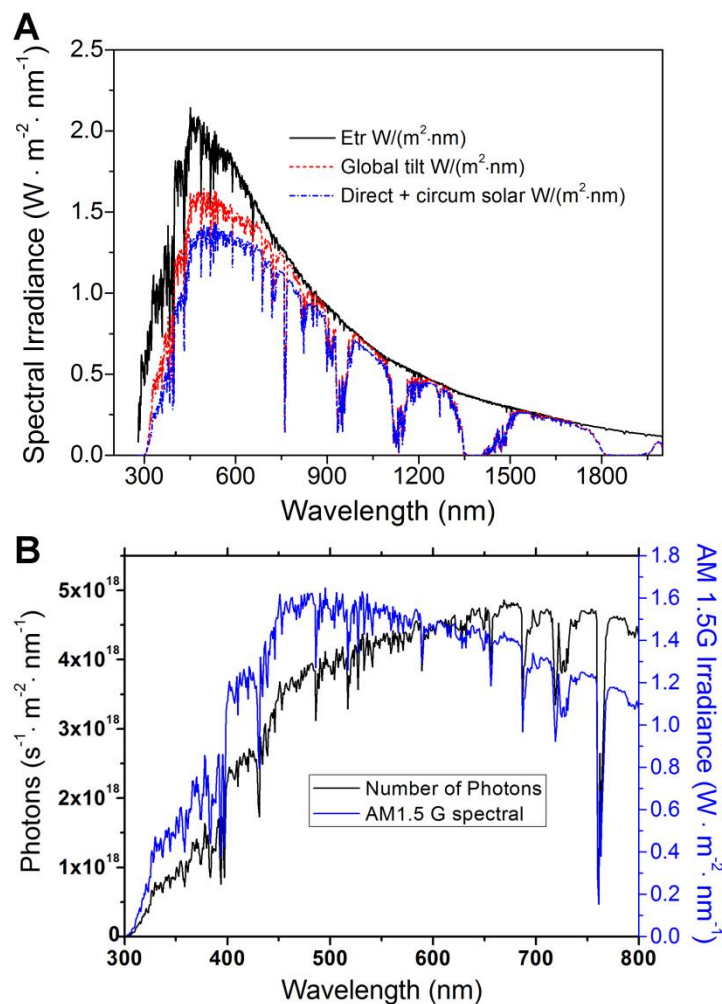 A
Spectral Irradiance (W · m⁻² · nm⁻¹)
2.5
2.0
1.5
1.0
0.5
0.0
Etr W/(m²·nm)
Global tilt W/(m²·nm)
Direct + circum solar W/(m²·nm)
300 600 900 1200 1500 1800
Wavelength (nm)
B
Photons (s⁻¹ · m⁻² · nm⁻¹)
5x10¹⁸
4x10¹⁸
3x10¹⁸
2x10¹⁸
1x10¹⁸
0
Number of Photons
AM1.5 G spectral
1.8
1.6
1.4
1.2
1.0
0.8
0.6
0.4
0.2
0.0
AM 1.5G Irradiance (W · m⁻² · nm⁻¹)
300 400 500 600 700 800
Wavelength (nm)